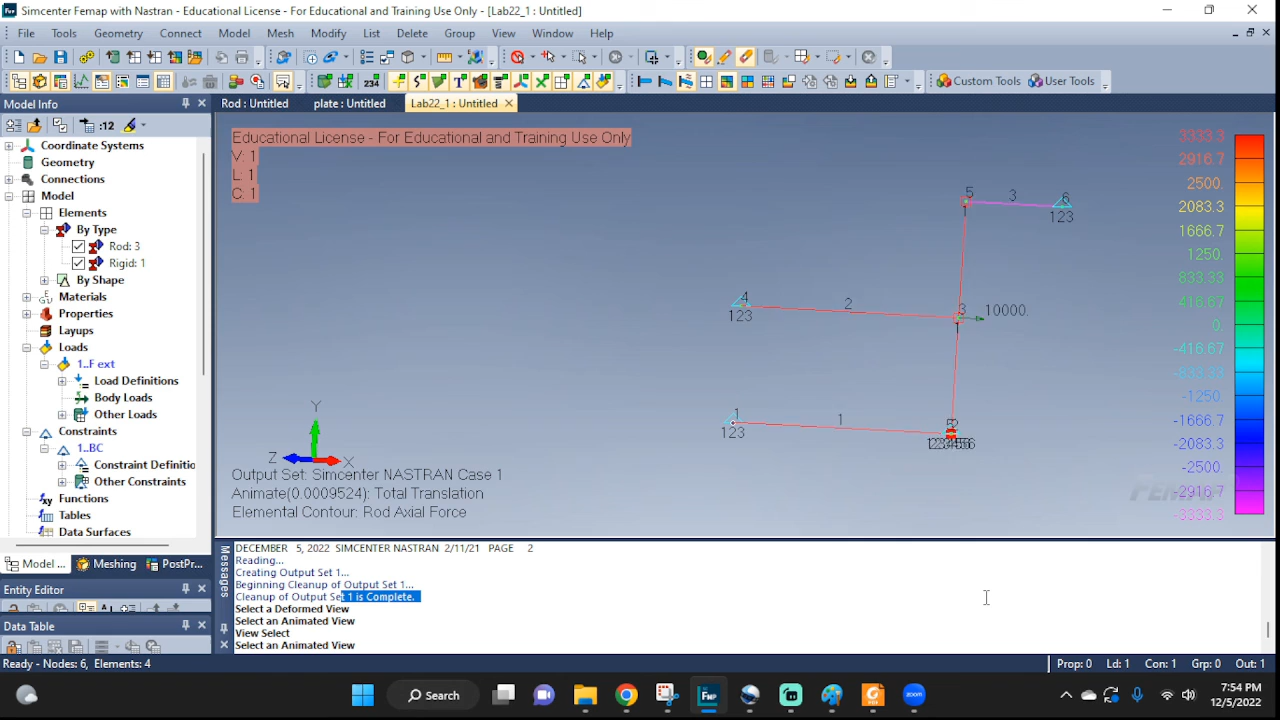 Simcenter Femap with Nastran - Educational License - For Educational and Training Use Only - [Lab22_1 : Untitled]
File Tools Geometry Connect Model Mesh Modify List Delete Group View Window Help
234 Custom Tools User Tools
Model Info
Rod : Untitled plate : Untitled Lab22_1 : Untitled
:12
Coordinate Systems
Geometry
Connections
Model
Elements
By Type
Rod: 3
Rigid: 1
By Shape
Materials
Properties
Layups
Loads
1..F ext
Load Definitions
Body Loads
Other Loads
Constraints
1..BC
Constraint Definitio
Other Constraints
Functions
Tables
Data Surfaces
Model ... Meshing PostPr...
Entity Editor
Data Table
Educational License - For Educational and Training Use Only
V: 1
L: 1
C: 1
5 3 6
1 123
4 2 3 10000.
123
1 1
123
Y
Z X
Output Set: Simcenter NASTRAN Case 1
Animate(0.0009524): Total Translation
Elemental Contour: Rod Axial Force
3333.3
2916.7
2500.
2083.3
1666.7
1250.
833.33
416.67
0.
-416.67
-833.33
-1250.
-1666.7
-2083.3
-2500.
-2916.7
-3333.3
FEMAP
Messages
DECEMBER 5, 2022 SIMCENTER NASTRAN 2/11/21 PAGE 2
Reading...
Creating Output Set 1...
Beginning Cleanup of Output Set 1...
Cleanup of Output Set 1 is Complete.
Select a Deformed View
Select an Animated View
View Select
Select an Animated View
Ready - Nodes: 6, Elements: 4 Prop: 0 Ld: 1 Con: 1 Grp: 0 Out: 1
Search
FMP
zoom
7:54 PM
12/5/2022